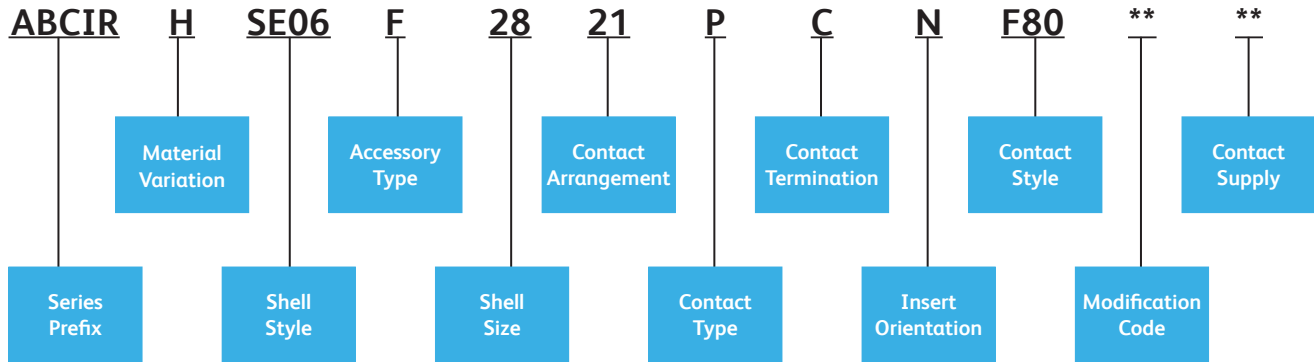 ABCIR H SE06 F 28 21 P C N F80 ** **
Material
Variation
Accessory
Type
Contact
Arrangement
Contact
Termination
Contact
Style
Contact
Supply
Series
Prefix
Shell
Style
Shell
Size
Contact
Type
Insert
Orientation
Modification
Code